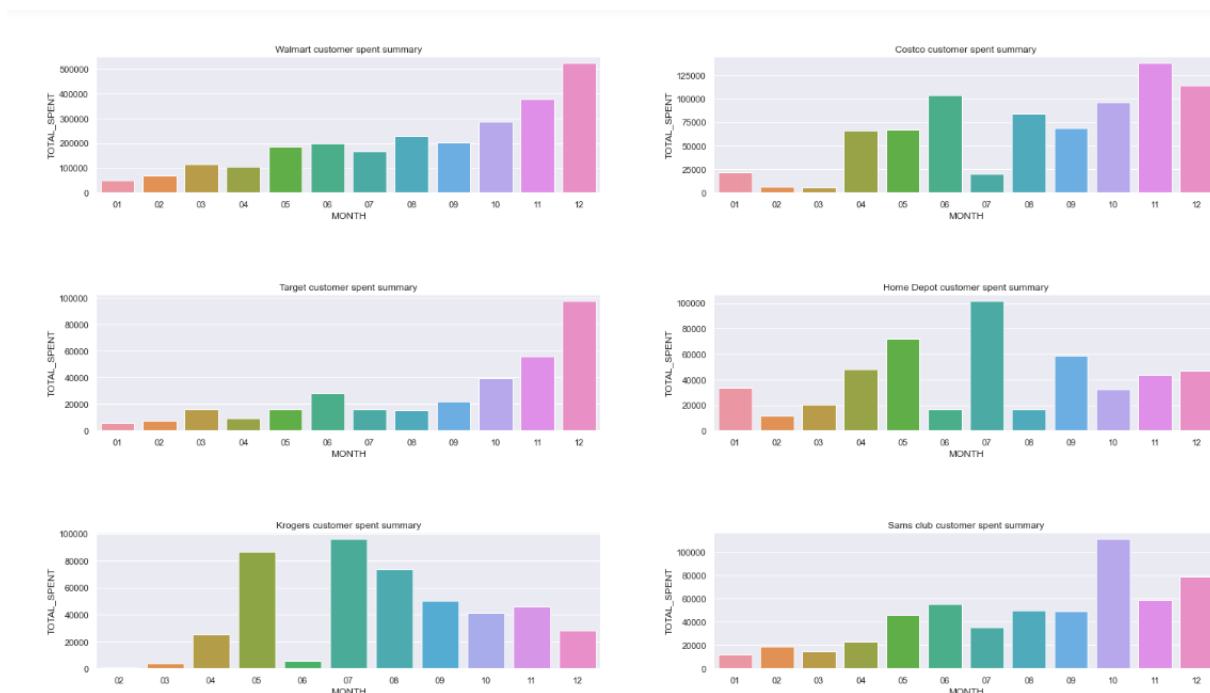 Walmart customer spent summary
500000
400000
300000
200000
100000
0
TOTAL_SPENT
01 02 03 04 05 06 07 08 09 10 11 12
MONTH
Costco customer spent summary
125000
100000
75000
50000
25000
0
TOTAL_SPENT
01 02 03 04 05 06 07 08 09 10 11 12
MONTH
Target customer spent summary
100000
80000
60000
40000
20000
0
TOTAL_SPENT
01 02 03 04 05 06 07 08 09 10 11 12
MONTH
Home Depot customer spent summary
100000
80000
60000
40000
20000
0
TOTAL_SPENT
01 02 03 04 05 06 07 08 09 10 11 12
MONTH
Krogers customer spent summary
100000
80000
60000
40000
20000
0
TOTAL_SPENT
02 03 04 05 06 07 08 09 10 11 12
MONTH
Sams club customer spent summary
100000
80000
60000
40000
20000
0
TOTAL_SPENT
01 02 03 04 05 06 07 08 09 10 11 12
MONTH